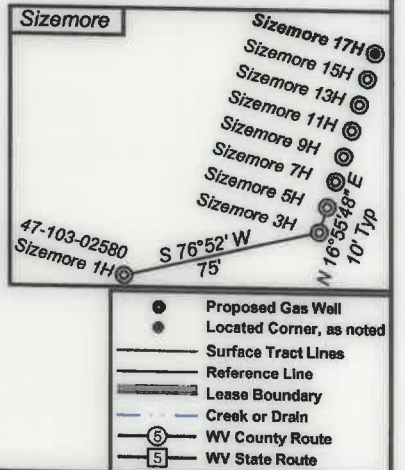 Sizemore
Sizemore 17H
Sizemore 15H
Sizemore 13H
Sizemore 11H
Sizemore 9H
Sizemore 7H
Sizemore 5H
Sizemore 3H
47-103-02580
Sizemore 1H
S 76°52' W
75'
N 16°55'48" E
10' Typ
Proposed Gas Well
Located Corner, as noted
Surface Tract Lines
Reference Line
Lease Boundary
Creek or Drain
5 WV County Route
5 WV State Route